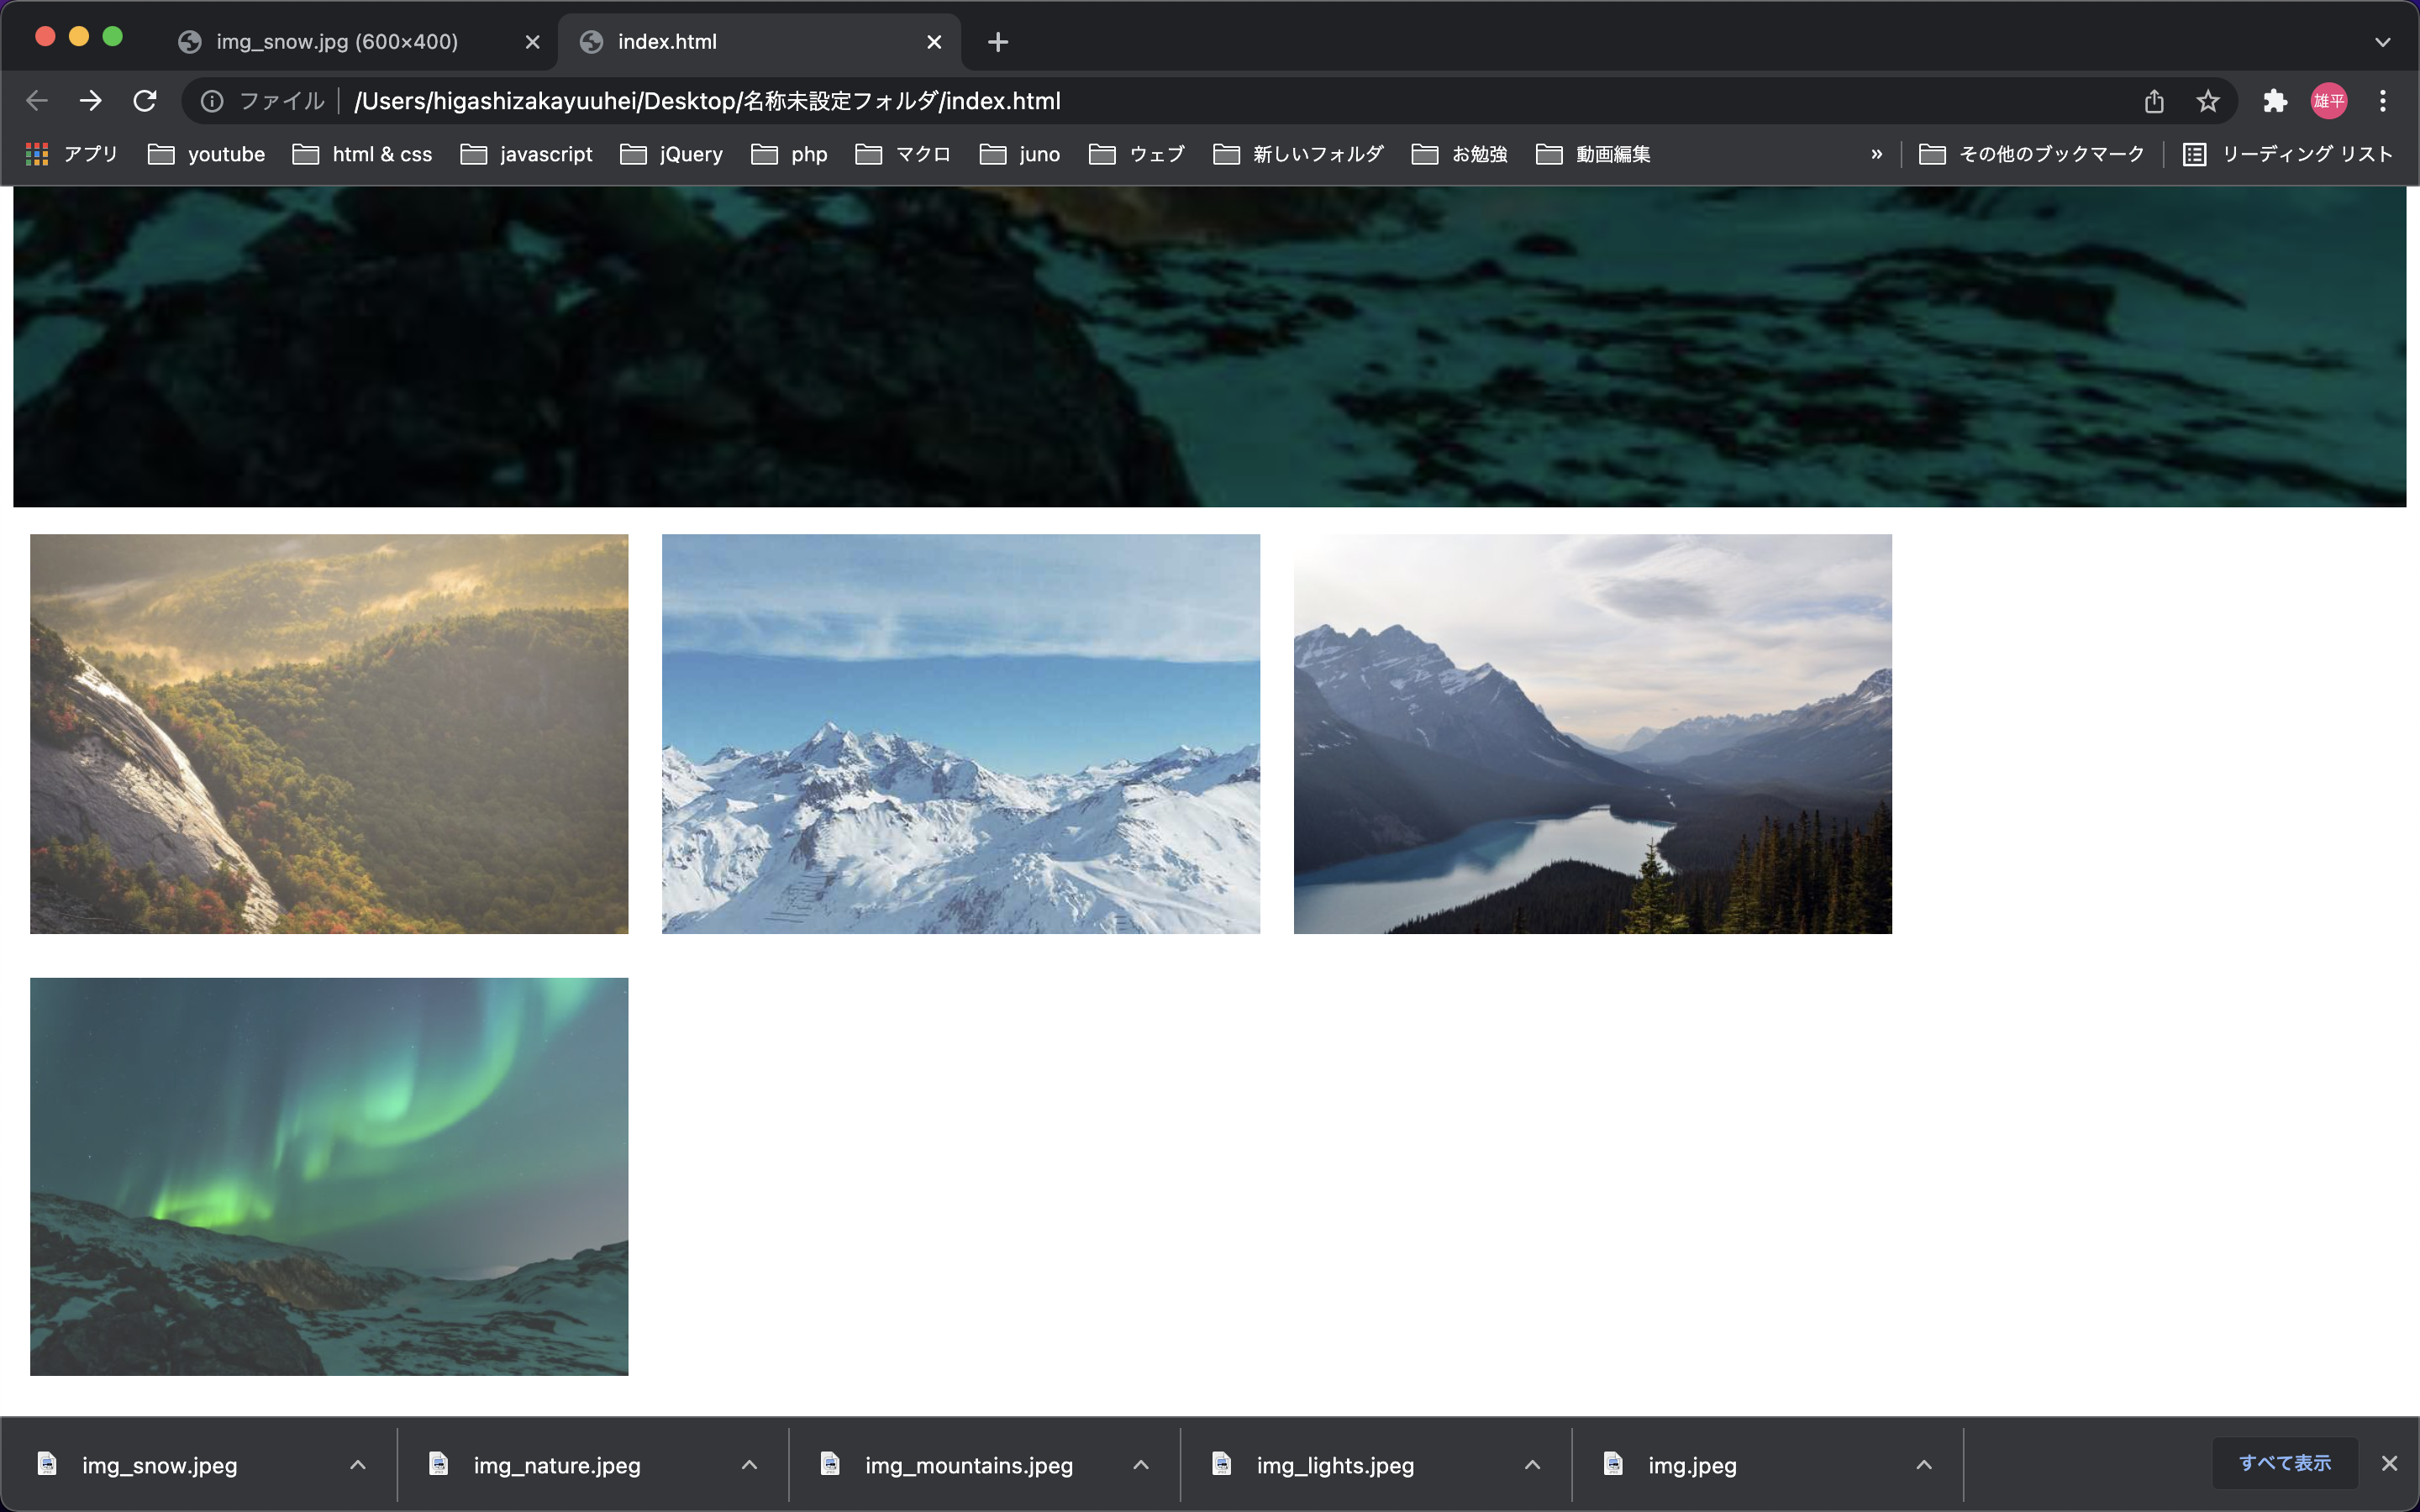 img_snow.jpg (600×400)
index.html
ファイル
/Users/higashizakayuuhei/Desktop/名称未設定フォルダ/index.html
雄平
アプリ youtube html & css javascript jQuery php マクロ juno ウェブ 新しいフォルダ お勉強 動画編集 » その他のブックマーク リーディング リスト
img_snow.jpeg img_nature.jpeg img_mountains.jpeg img_lights.jpeg img.jpeg すべて表示